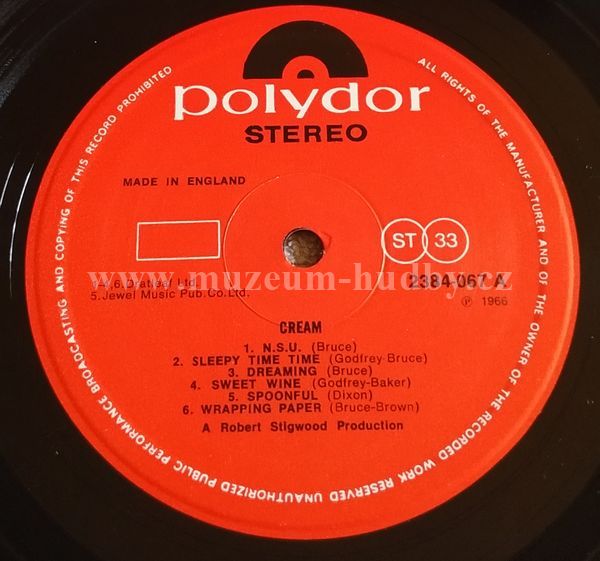 polydor
STEREO
MADE IN ENGLAND
ST 33
2384-067 A
℗ 1966
5.Jewel Music Pub.Co.Ltd.
CREAM
1. N.S.U. (Bruce)
2. SLEEPY TIME TIME (Godfrey-Bruce)
3. DREAMING (Bruce)
4. SWEET WINE (Godfrey-Baker)
5. SPOONFUL (Dixon)
6. WRAPPING PAPER (Bruce-Brown)
A Robert Stigwood Production
ALL RIGHTS OF THE MANUFACTURER AND OF THE OWNER OF THE RECORDED WORK RESERVED UNAUTHORIZED PUBLIC PERFORMANCE BROADCASTING AND COPYING OF THIS RECORD PROHIBITED
www.muzeum-hudby.cz